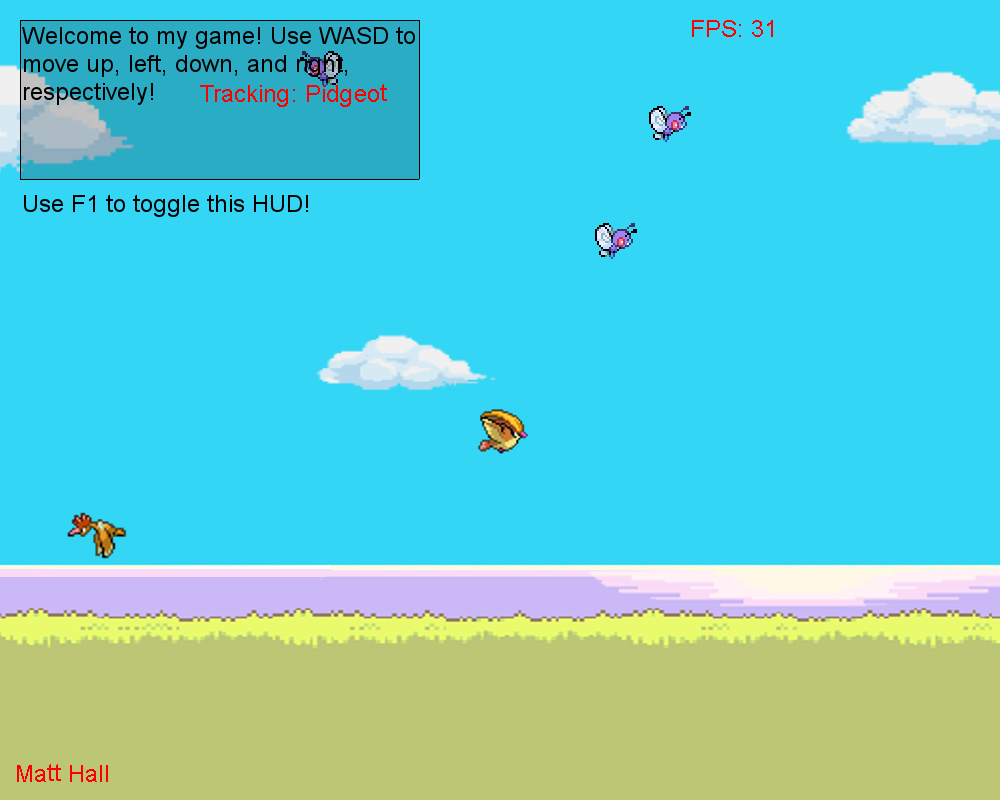 FPS: 31
Welcome to my game! Use WASD to
move up, left, down, and right,
respectively!
Tracking: Pidgeot
Use F1 to toggle this HUD!
Matt Hall